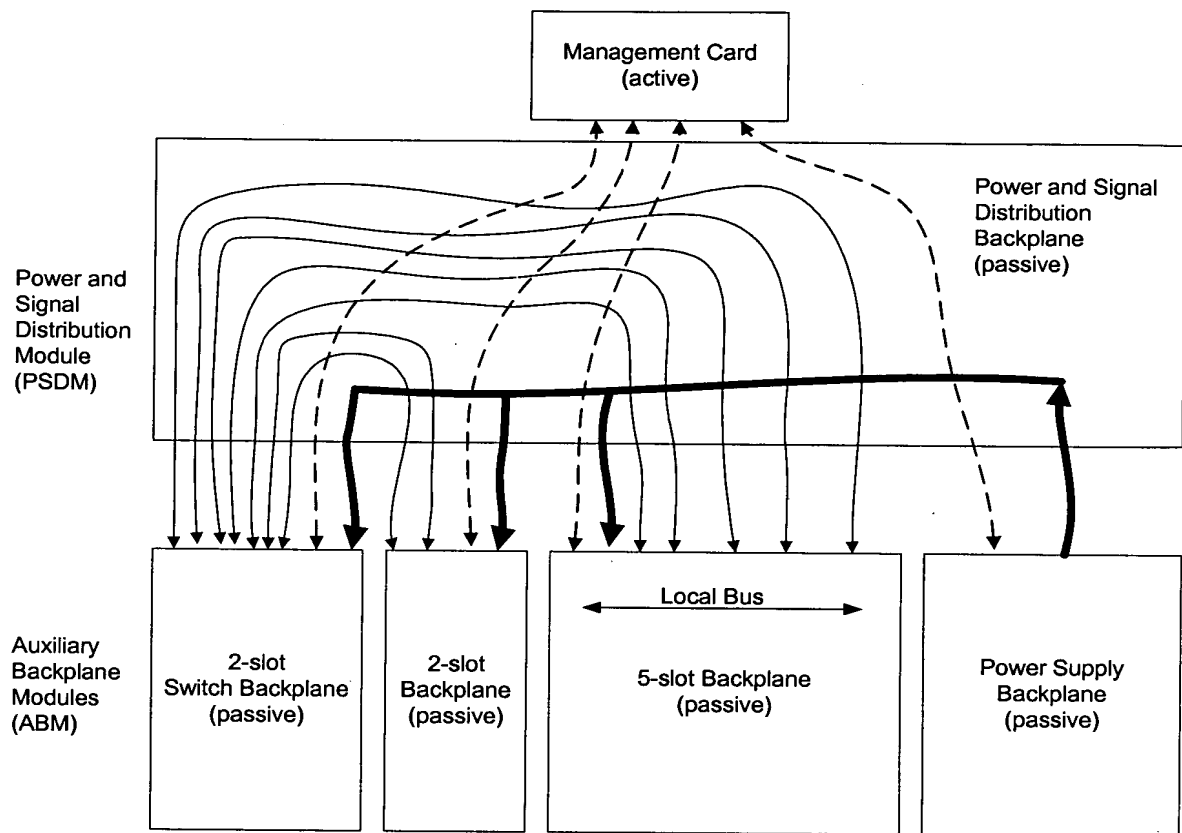 Management Card
(active)
Power and Signal
Distribution
Backplane
(passive)
Power and
Signal
Distribution
Module
(PSDM)
Local Bus
Auxiliary
Backplane
Modules
(ABM)
2-slot
Switch Backplane
(passive)
2-slot
Backplane
(passive)
5-slot Backplane
(passive)
Power Supply
Backplane
(passive)